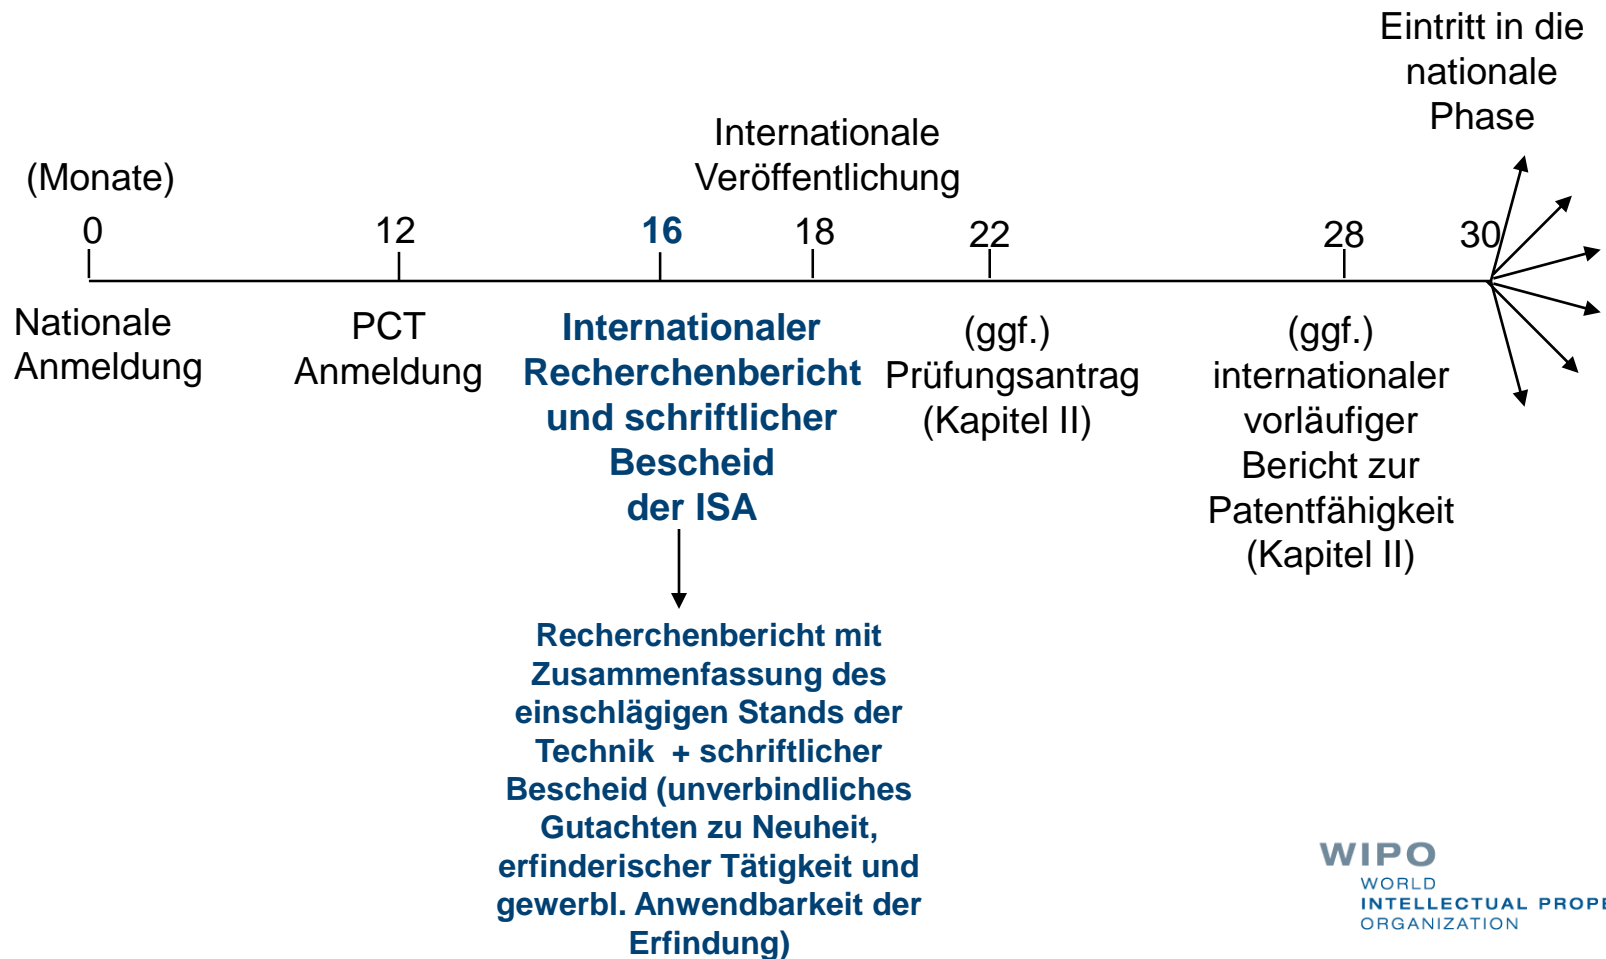 Eintritt in die
nationale
Phase
Internationale
Veröffentlichung
(Monate)
0 12 16 18 22 28 30
Nationale
Anmeldung
PCT
Anmeldung
Internationaler
Recherchenbericht
und schriftlicher
Bescheid
der ISA
(ggf.)
Prüfungsantrag
(Kapitel II)
(ggf.)
internationaler
vorläufiger
Bericht zur
Patentfähigkeit
(Kapitel II)
Recherchenbericht mit
Zusammenfassung des
einschlägigen Stands der
Technik + schriftlicher
Bescheid (unverbindliches
Gutachten zu Neuheit,
erfinderischer Tätigkeit und
gewerbl. Anwendbarkeit der
Erfindung)
WIPO
WORLD
INTELLECTUAL PROPE
ORGANIZATION